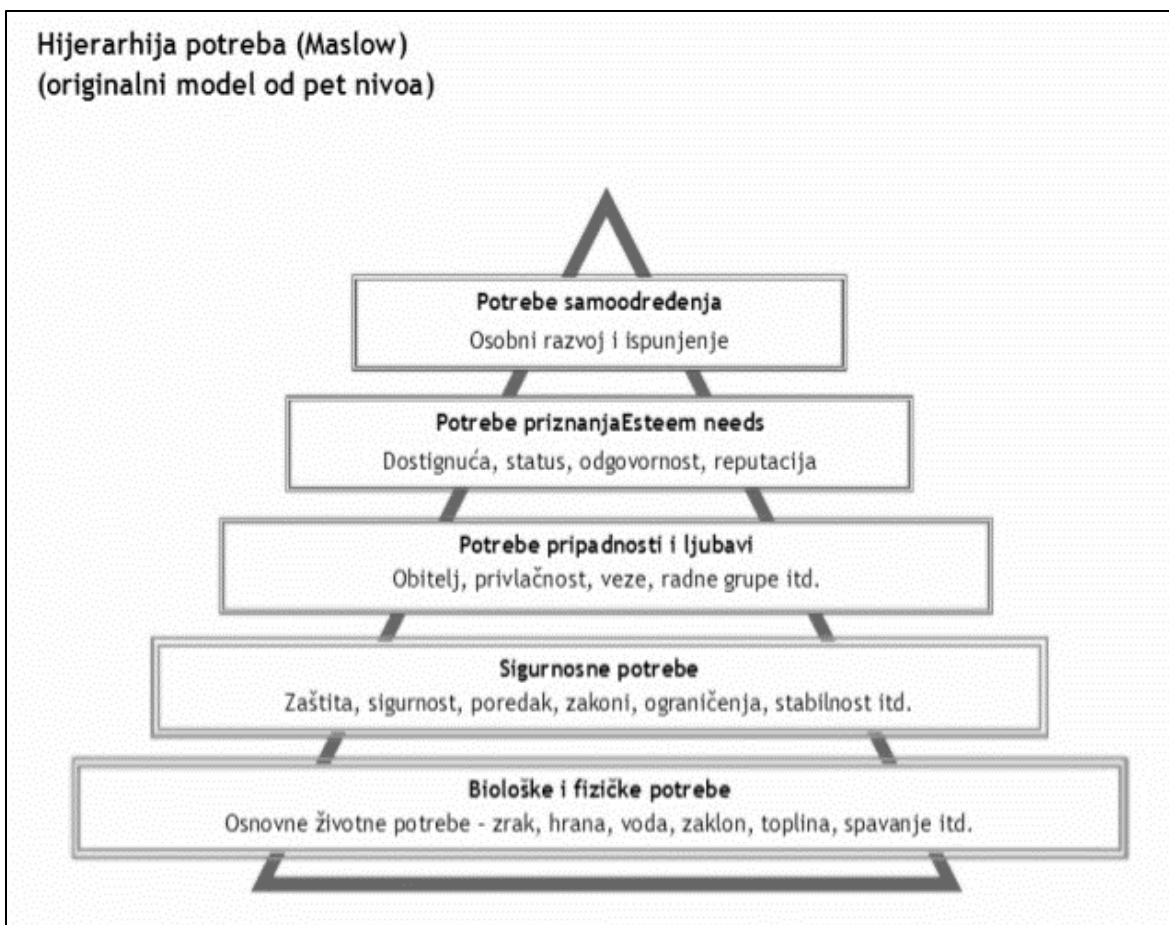 Hijerarhija potreba (Maslow)
(originalni model od pet nivoa)
Potrebe samoodređenja
Osobni razvoj i ispunjenje
Potrebe priznanjaEsteem needs
Dostignuća, status, odgovornost, reputacija
Potrebe pripadnosti i ljubavi
Obitelj, privlačnost, veze, radne grupe itd.
Sigurnosne potrebe
Zaštita, sigurnost, poredak, zakoni, ograničenja, stabilnost itd.
Biološke i fizičke potrebe
Osnovne životne potrebe - zrak, hrana, voda, zaklon, toplina, spavanje itd.